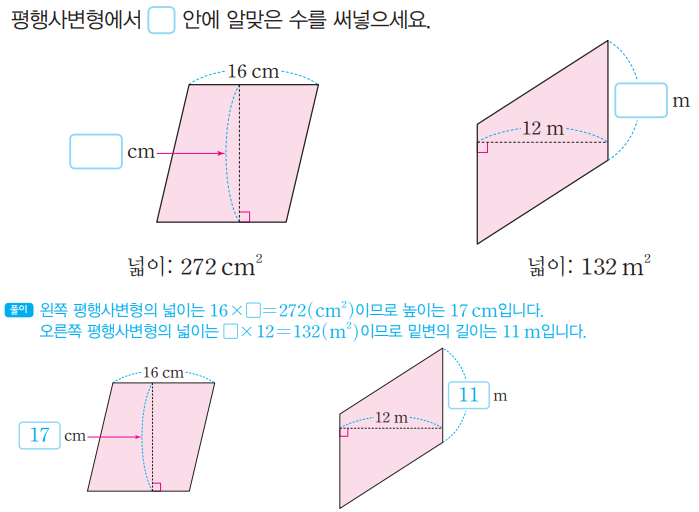 평행사변형에서 □ 안에 알맞은 수를 써넣으세요.
16 cm
□ cm
12 m
□ m
넓이: 272 cm²
넓이: 132 m²
풀이 왼쪽 평행사변형의 넓이는 16×□=272(cm²)이므로 높이는 17 cm입니다.
오른쪽 평행사변형의 넓이는 □×12=132(m²)이므로 밑변의 길이는 11 m입니다.
16 cm
17 cm
12 m
11 m